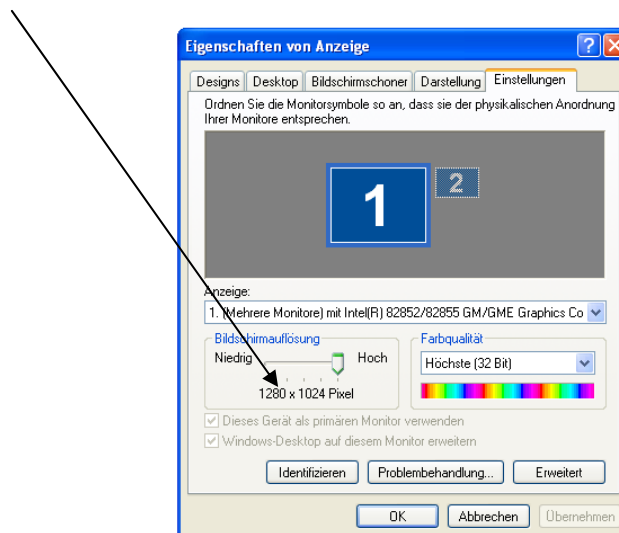 Eigenschaften von Anzeige
Designs Desktop Bildschirmschoner Darstellung Einstellungen
Ordnen Sie die Monitorsymbole so an, dass sie der physikalischen Anordnung
Ihrer Monitore entsprechen.
1 2
Anzeige:
1. (Mehrere Monitore) mit Intel(R) 82852/82855 GM/GME Graphics Co
Bildschirmauflösung Farbqualität
Niedrig Hoch Höchste (32 Bit)
1280 x 1024 Pixel
Dieses Gerät als primären Monitor verwenden
Windows-Desktop auf diesem Monitor erweitern
Identifizieren Problembehandlung... Erweitert
OK Abbrechen Übernehmen